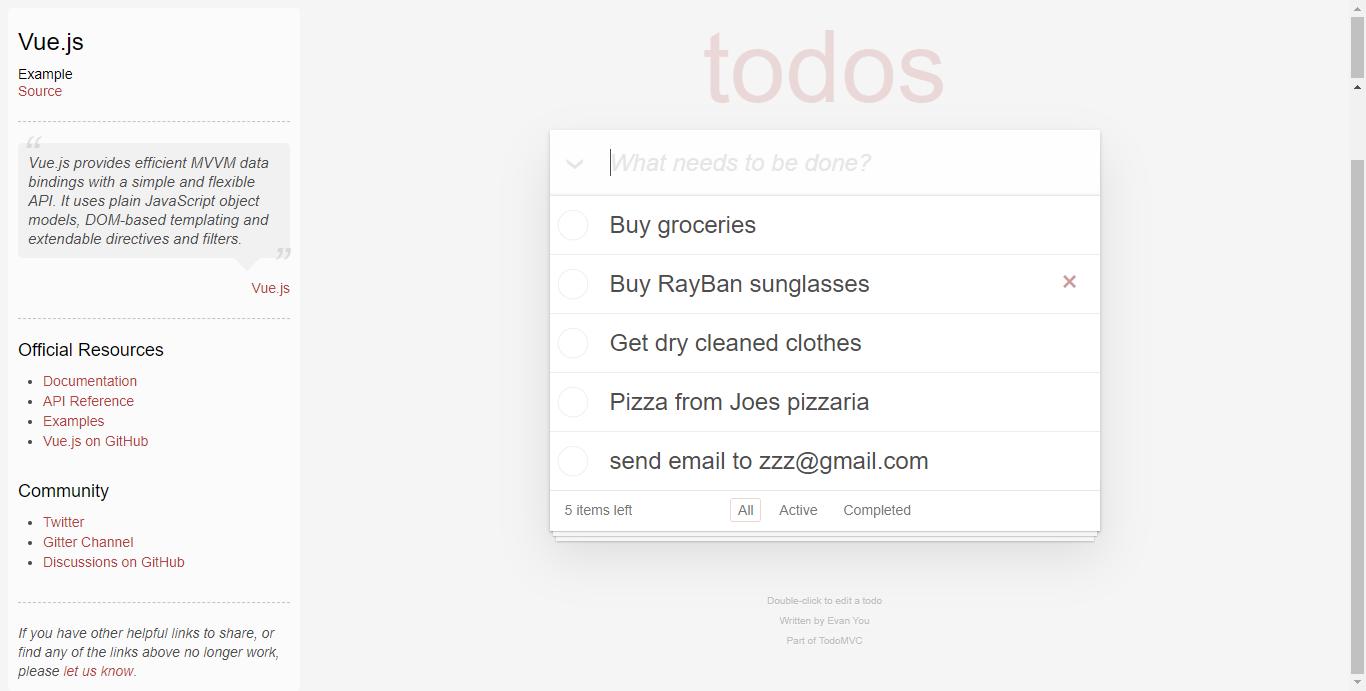 Vue.js
Example
Source
“
Vue.js provides efficient MVVM data
bindings with a simple and flexible
API. It uses plain JavaScript object
models, DOM-based templating and
extendable directives and filters.
”
Vue.js
Official Resources
Documentation
API Reference
Examples
Vue.js on GitHub
Community
Twitter
Gitter Channel
Discussions on GitHub
If you have other helpful links to share, or
find any of the links above no longer work,
please let us know.
todos
What needs to be done?
Buy groceries
Buy RayBan sunglasses
×
Get dry cleaned clothes
Pizza from Joes pizzaria
send email to zzz@gmail.com
5 items left All Active Completed
Double-click to edit a todo
Written by Evan You
Part of TodoMVC